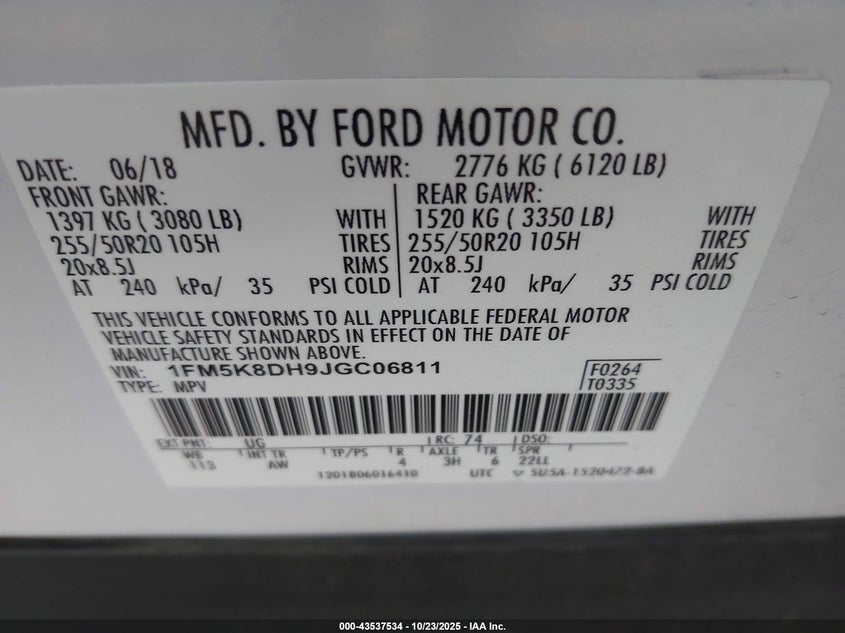 MFD. BY FORD MOTOR CO.
DATE: 06/18 GVWR: 2776 KG ( 6120 LB)
FRONT GAWR: REAR GAWR:
1397 KG ( 3080 LB) WITH 1520 KG ( 3350 LB) WITH
255/50R20 105H TIRES 255/50R20 105H TIRES
20x8.5J RIMS 20x8.5J RIMS
AT 240 kPa/ 35 PSI COLD AT 240 kPa/ 35 PSI COLD
THIS VEHICLE CONFORMS TO ALL APPLICABLE FEDERAL MOTOR
VEHICLE SAFETY STANDARDS IN EFFECT ON THE DATE OF
MANUFACTURE SHOWN ABOVE.
VIN: 1FM5K8DH9JGC06811 F0264
TYPE: MPV T0335
EXT PNT: UG RC: 74 DSO:
WB INT TR TP/PS R AXLE TR SPR
113 AW 4 3H 6 22LL
1201806016410 UTC 5U5A-1520472-BA
000-43537534 - 10/23/2025 - IAA Inc.